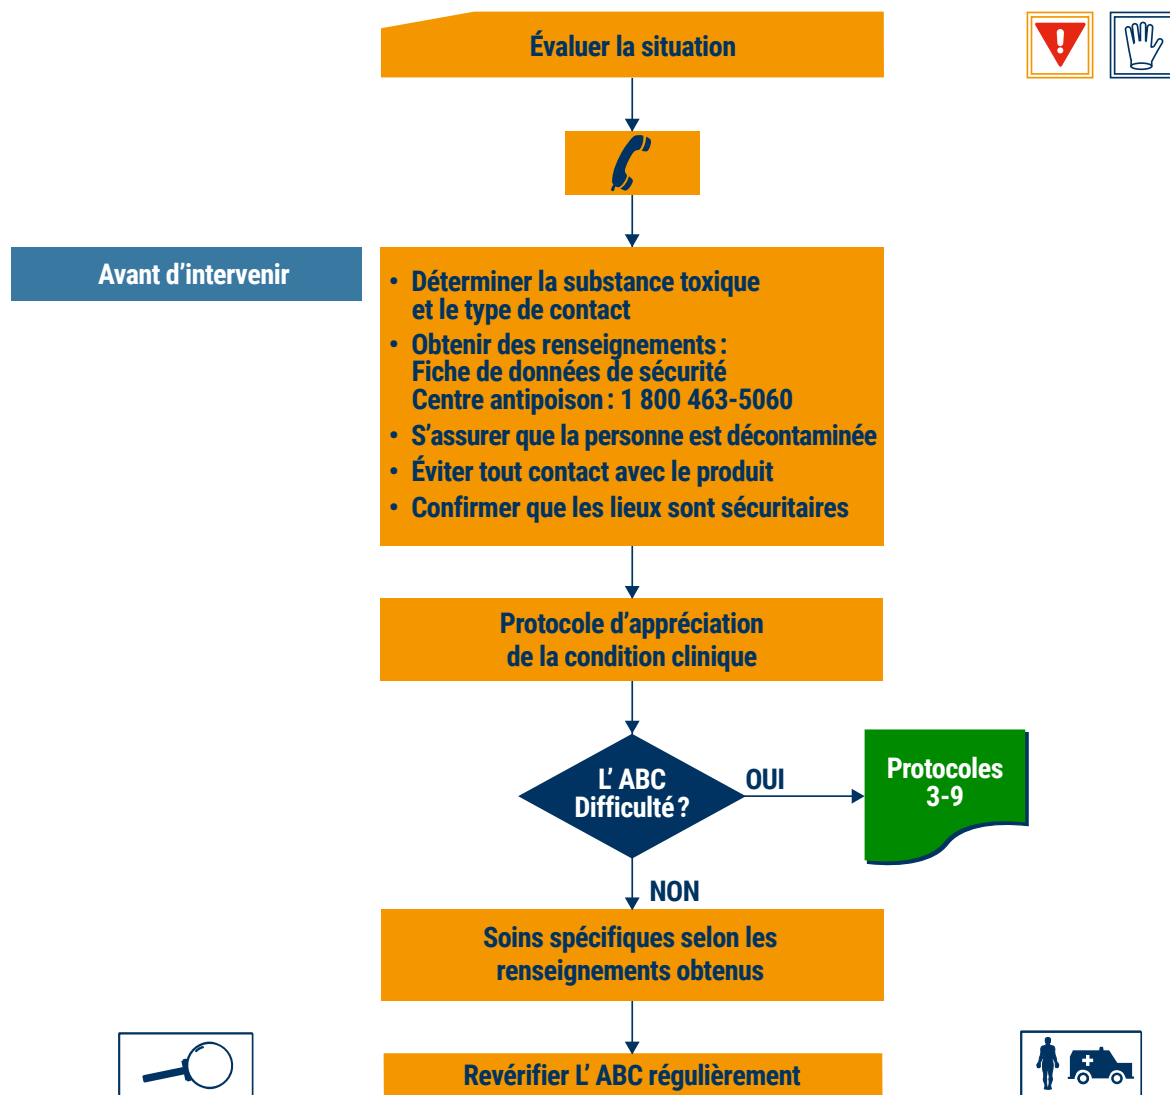 Évaluer la situation
Avant d’intervenir
• Déterminer la substance toxique
et le type de contact
• Obtenir des renseignements :
Fiche de données de sécurité
Centre antipoison : 1 800 463-5060
• S’assurer que la personne est décontaminée
• Éviter tout contact avec le produit
• Confirmer que les lieux sont sécuritaires
Protocole d’appréciation
de la condition clinique
L’ ABC
Difficulté ?
OUI
Protocoles
3-9
NON
Soins spécifiques selon les
renseignements obtenus
Revérifier L’ ABC régulièrement